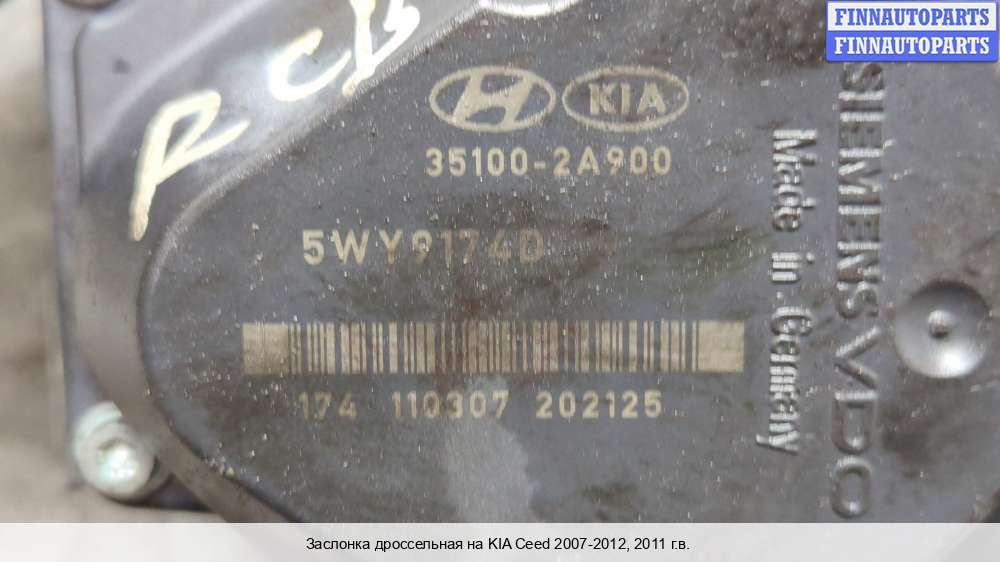 FINNAUTOPARTS
FINNAUTOPARTS
R CB
H KIA
35100-2A900
5WY9174D
174 110307 202125
SIEMENS VDO
Made in Germany
Заслонка дроссельная на KIA Ceed 2007-2012, 2011 г.в.